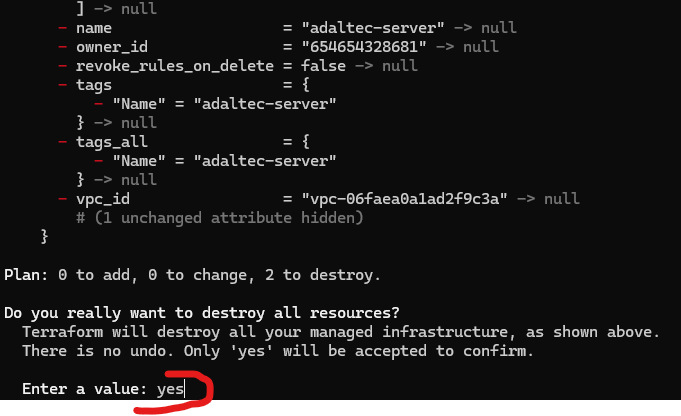 ] -> null
- name = "adaltec-server" -> null
- owner_id = "654654328681" -> null
- revoke_rules_on_delete = false -> null
- tags = {
- "Name" = "adaltec-server"
} -> null
- tags_all = {
- "Name" = "adaltec-server"
} -> null
- vpc_id = "vpc-06faea0a1ad2f9c3a" -> null
# (1 unchanged attribute hidden)
}
Plan: 0 to add, 0 to change, 2 to destroy.
Do you really want to destroy all resources?
Terraform will destroy all your managed infrastructure, as shown above.
There is no undo. Only 'yes' will be accepted to confirm.
Enter a value: yes